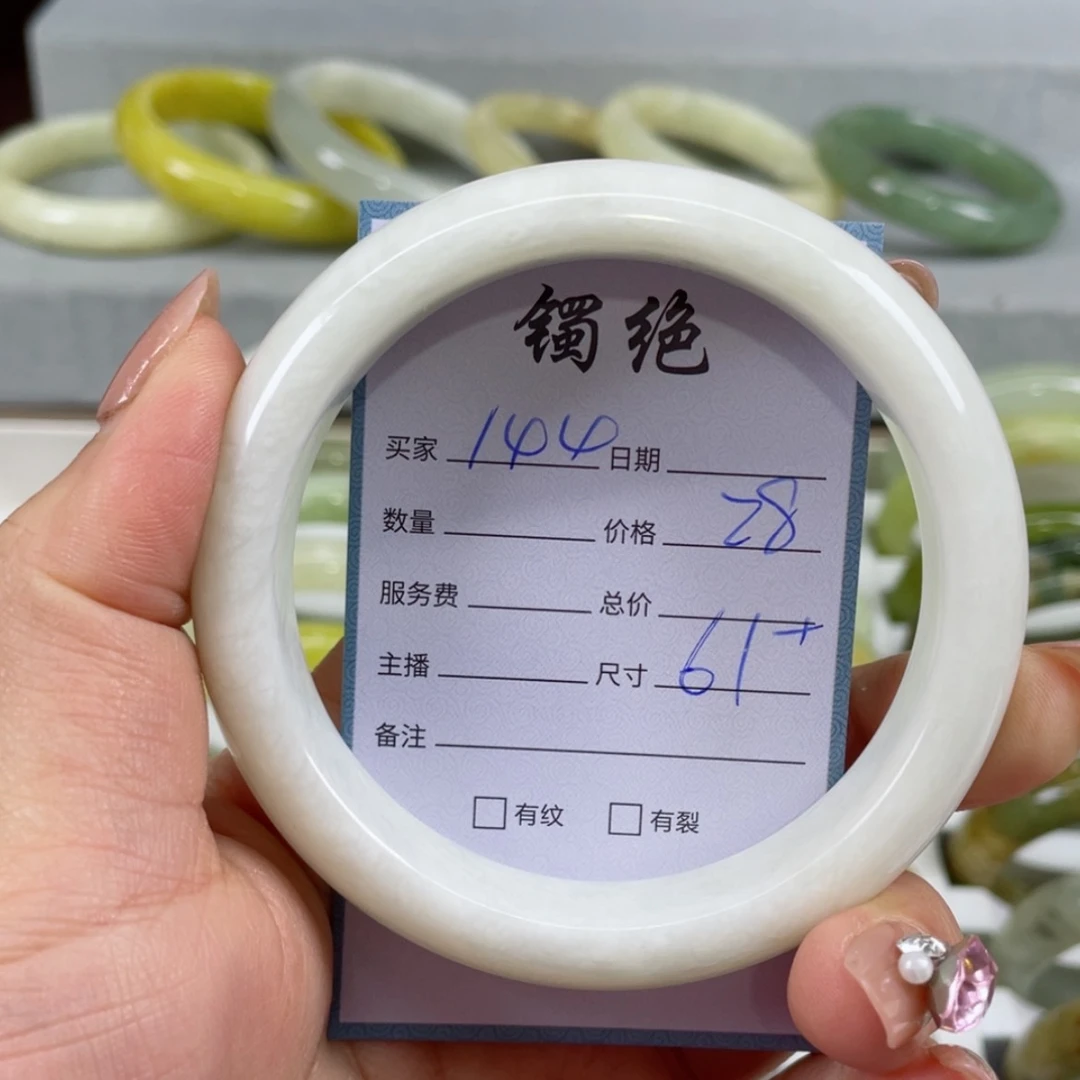 镯绝
买家 144 日期
数量 价格 28
服务费 总价
主播 尺寸 61+
备注
□有纹 □有裂